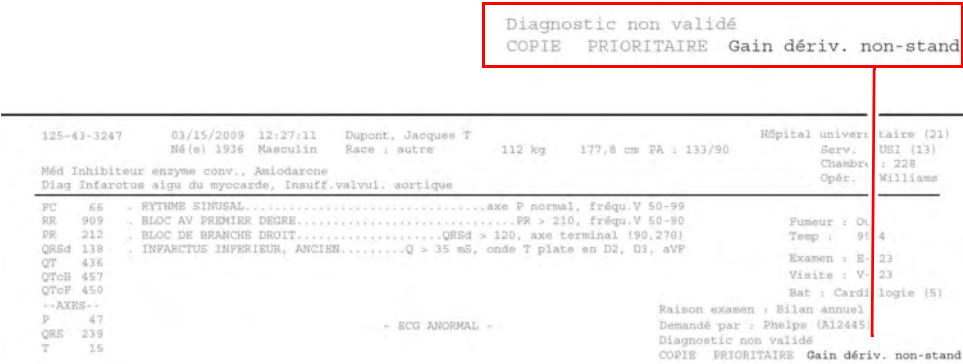 Diagnostic non validé
COPIE PRIORITAIRE Gain dériv. non-stand
125-43-3247 03/15/2009 12:27:11 Dupont, Jacques T Hôpital univers taire (21)
Né(e) 1936 Masculin Race : autre 112 kg 177,8 cm PA : 133/90 Serv. USI (13)
Chambre : 228
Méd Inhibiteur enzyme conv., Amiodarone Opér. Williams
Diag Infarctus aigu du myocarde, Insuff.valvul. aortique
FC 66 . RYTHME SINUSAL...............................axe P normal, fréqu.V 50-99
RR 909 . BLOC AV PREMIER DEGRE............................PR > 210, fréqu.V 50-90
PR 212 . BLOC DE BRANCHE DROIT..................QRSd > 120, axe terminal (90,270)
QRSd 138 . INFARCTUS INFERIEUR, ANCIEN.........Q > 35 mS, onde T plate en D2, D3, aVF
QT 436
QTcB 457
QTcF 450
--AXES--
P 47
QRS 239
T 15
- ECG ANORMAL -
Fumeur :
Temp :
Examen : E- 23
Visite : V- 23
Bat : Cardi logie (5)
Raison examen : Bilan annuel
Demandé par : Phelps (A12445)
Diagnostic non validé
COPIE PRIORITAIRE Gain dériv. non-stand